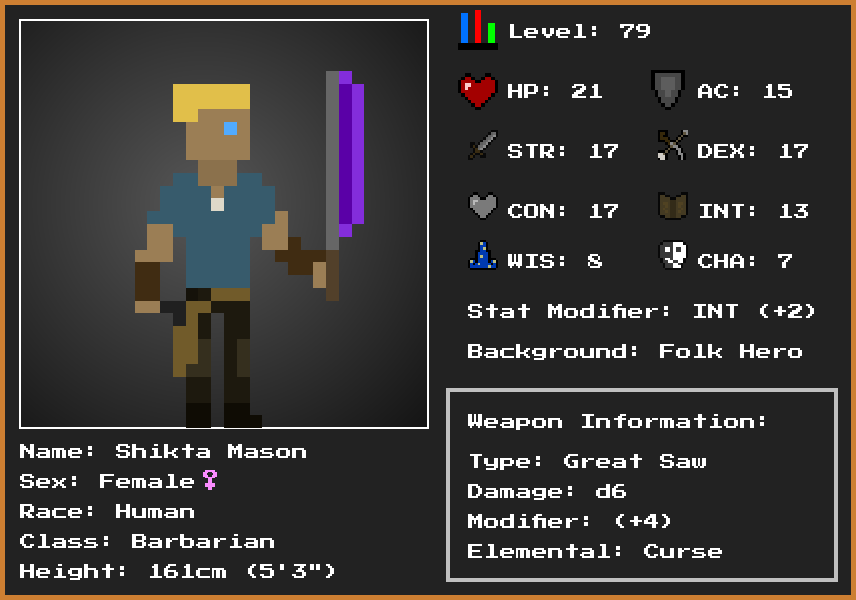 Level: 79
HP: 21
AC: 15
STR: 17
DEX: 17
CON: 17
INT: 13
WIS: 8
CHA: 7
Stat Modifier: INT (+2)
Background: Folk Hero
Name: Shikta Mason
Sex: Female♀
Race: Human
Class: Barbarian
Height: 161cm (5'3")
Weapon Information:
Type: Great Saw
Damage: d6
Modifier: (+4)
Elemental: Curse